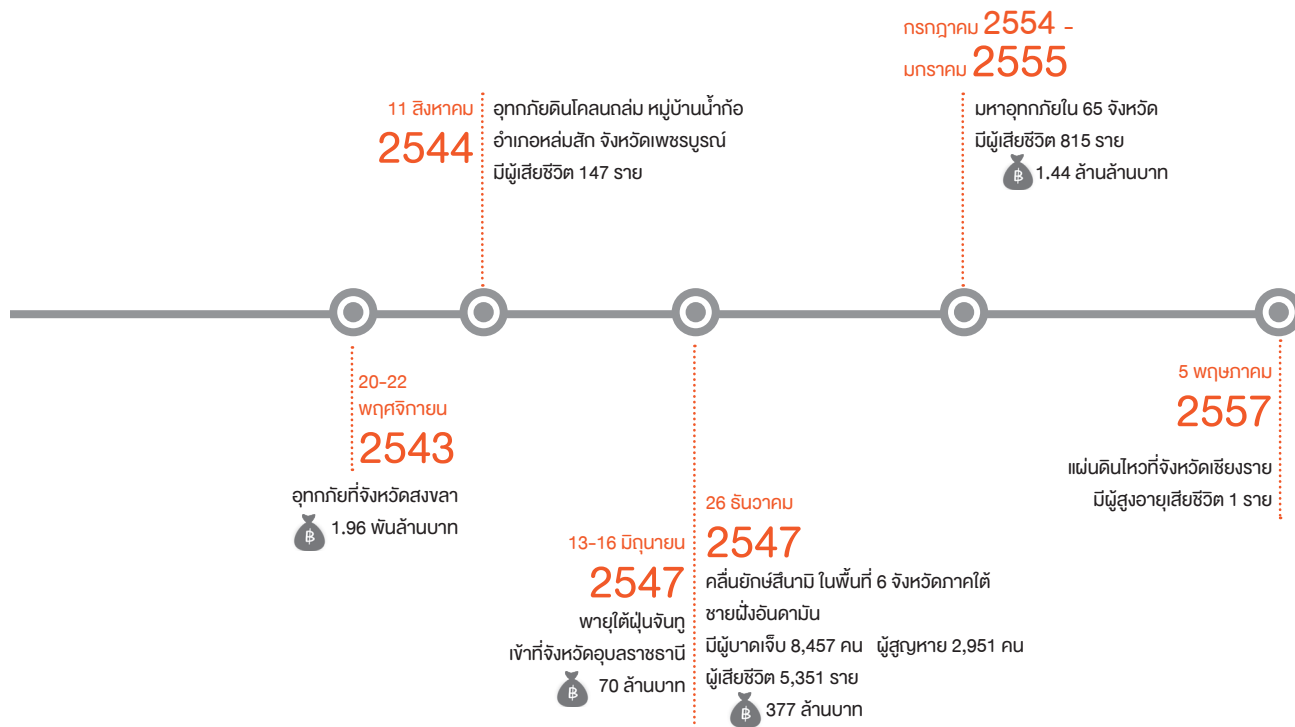 20-22
พฤศจิกายน
2543
อุทกภัยที่จังหวัดสงขลา
฿ 1.96 พันล้านบาท
11 สิงหาคม
2544
อุทกภัยดินโคลนถล่ม หมู่บ้านน้ำก้อ
อำเภอหล่มสัก จังหวัดเพชรบูรณ์
มีผู้เสียชีวิต 147 ราย
13-16 มิถุนายน
2547
พายุใต้ฝุ่นจันทู
เข้าที่จังหวัดอุบลราชธานี
฿ 70 ล้านบาท
26 ธันวาคม
2547
คลื่นยักษ์สึนามิ ในพื้นที่ 6 จังหวัดภาคใต้
ชายฝั่งอันดามัน
มีผู้บาดเจ็บ 8,457 คน ผู้สูญหาย 2,951 คน
ผู้เสียชีวิต 5,351 ราย
฿ 377 ล้านบาท
กรกฎาคม 2554 -
มกราคม 2555
มหาอุทกภัยใน 65 จังหวัด
มีผู้เสียชีวิต 815 ราย
฿ 1.44 ล้านล้านบาท
5 พฤษภาคม
2557
แผ่นดินไหวที่จังหวัดเชียงราย
มีผู้สูงอายุเสียชีวิต 1 ราย